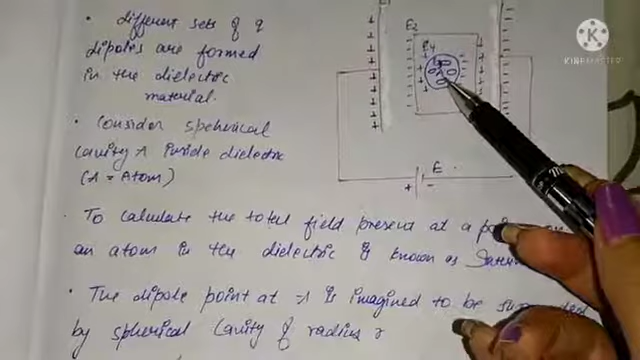 • different sets of
dipoles are formed
in the dielectric
material.
• Consider spherical
cavity A inside dielectric
(A = Atom)
• To calculate the total field present at a
an atom in the dielectric is known as
• The dipole point at A is imagined to be
by spherical cavity of radius r
E2
E4
E
+ -
K
KINEMASTER